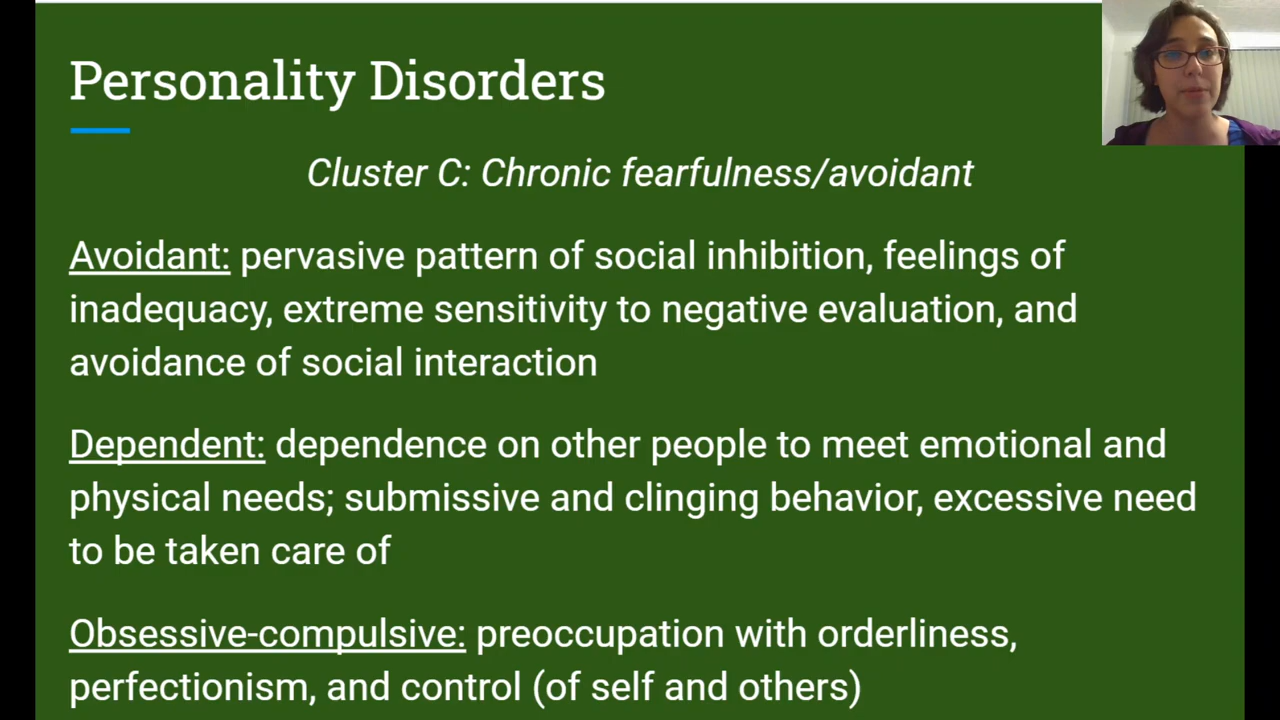 Personality Disorders
Cluster C: Chronic fearfulness/avoidant
Avoidant: pervasive pattern of social inhibition, feelings of
inadequacy, extreme sensitivity to negative evaluation, and
avoidance of social interaction
Dependent: dependence on other people to meet emotional and
physical needs; submissive and clinging behavior, excessive need
to be taken care of
Obsessive-compulsive: preoccupation with orderliness,
perfectionism, and control (of self and others)